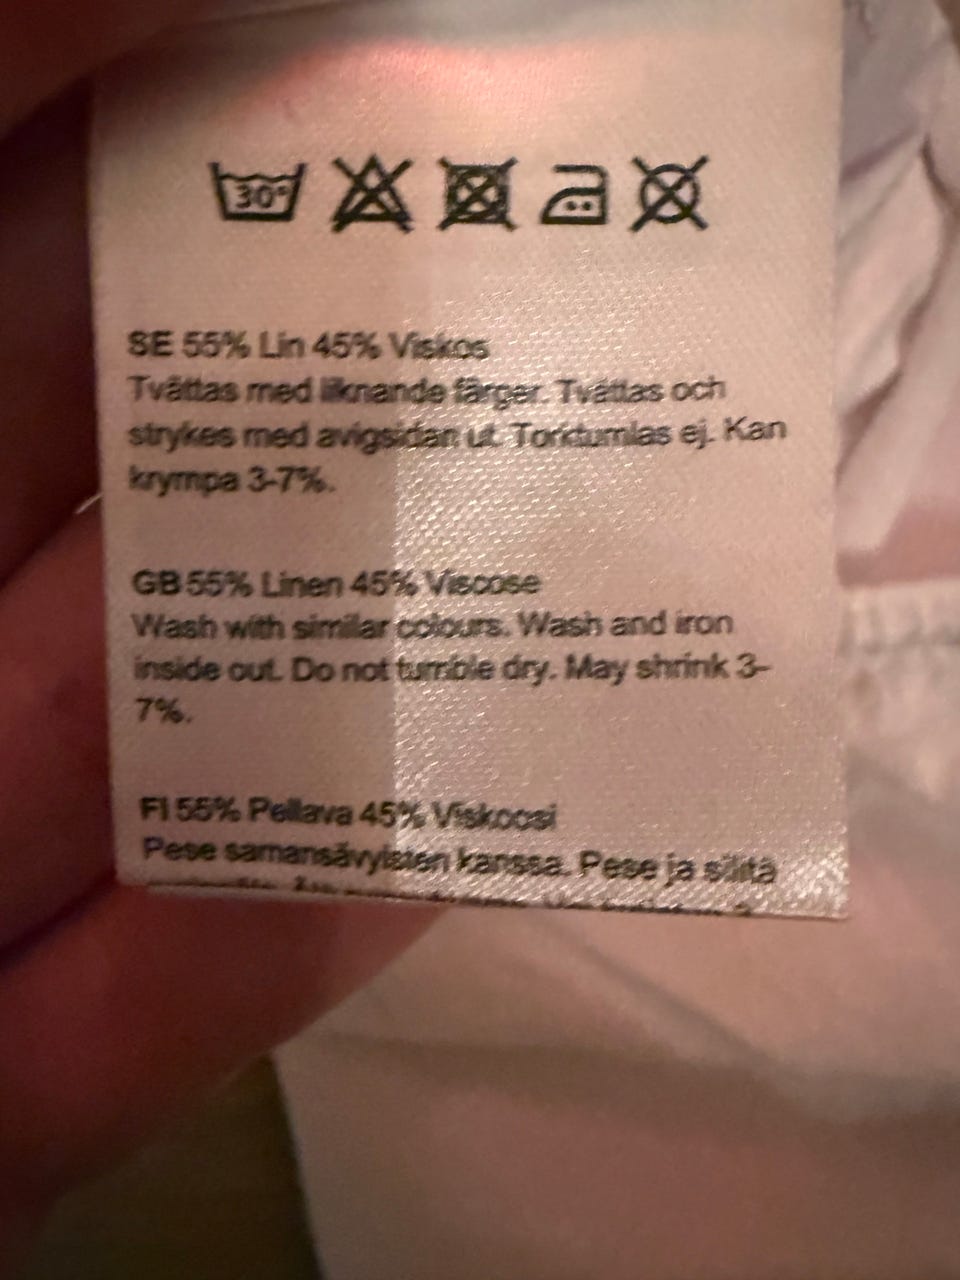 30°
SE 55% Lin 45% Viskos
Tvättas med liknande färger. Tvättas och
strykes med avigsidan ut. Torktumlas ej. Kan
krympa 3-7%.
GB 55% Linen 45% Viscose
Wash with similar colours. Wash and iron
inside out. Do not tumble dry. May shrink 3-
7%.
FI 55% Pellava 45% Viskoosi
Pese samansävyisten kanssa. Pese ja silitä